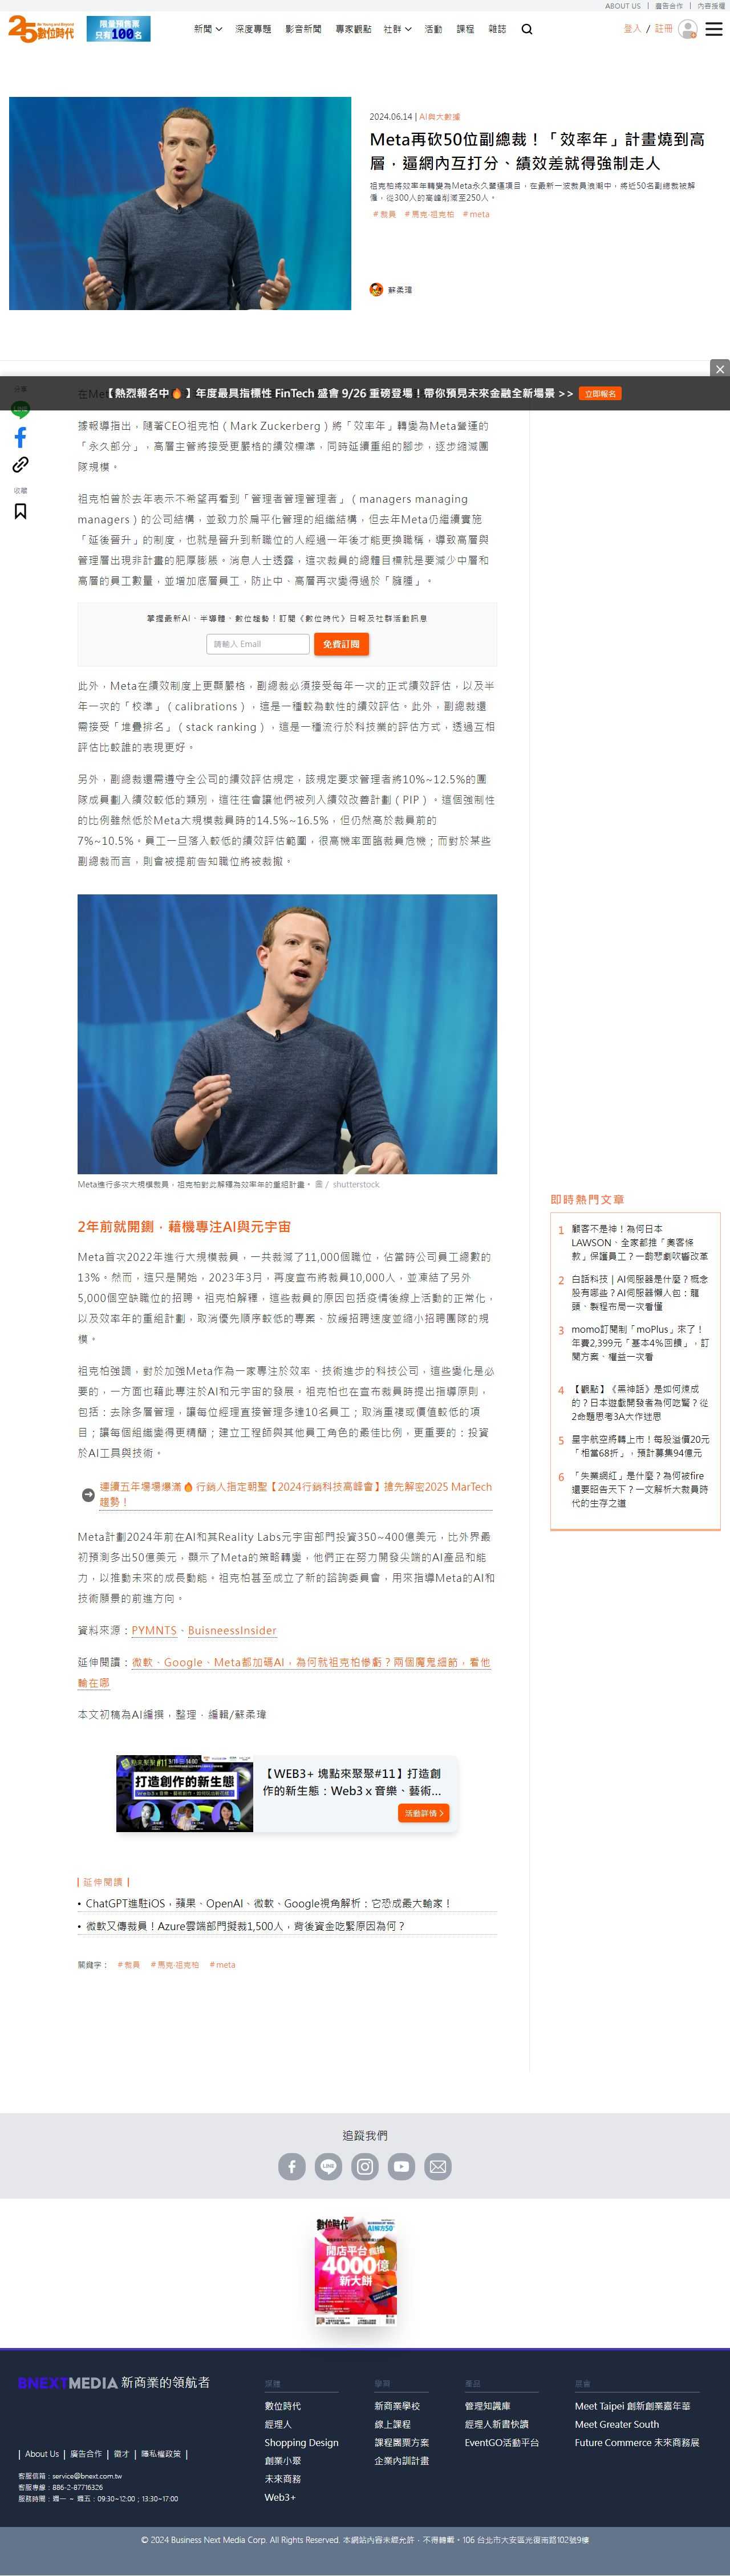 ABOUT US | 廣告合作 | 內容授權
25 數位時代
限量預售票
只有100名
新聞 深度專題 影音新聞 專家觀點 社群 活動 課程 雜誌
登入 / 註冊
2024.06.14 | AI與大數據
Meta再砍50位副總裁！「效率年」計畫燒到高
層，逼網內互打分、績效差就得強制走人
祖克柏將效率年轉變為Meta永久營運項目，在最新一波裁員浪潮中，將近50名副總裁被解
僱，從300人的高峰削減至250人。
#裁員 #馬克·祖克柏 #meta
蘇柔瑋
分享
在Met
【熱烈報名中🔥】年度最具指標性 FinTech 盛會 9/26 重磅登場！帶你預見未來金融全新場景 >> 立即報名
據報導指出，隨著CEO祖克柏（Mark Zuckerberg）將「效率年」轉變為Meta營運的
「永久部分」，高層主管將接受更嚴格的績效標準，同時延續重組的腳步，逐步縮減團
隊規模。
收藏
祖克柏曾於去年表示不希望再看到「管理者管理管理者」（managers managing
managers）的公司結構，並致力於扁平化管理的組織結構，但去年Meta仍繼續實施
「延後晉升」的制度，也就是晉升到新職位的人經過一年後才能更換職稱，導致高層與
管理層出現非計畫的肥厚膨脹。消息人士透露，這次裁員的總體目標就是要減少中層和
高層的員工數量，並增加底層員工，防止中、高層再次變得過於「臃腫」。
掌握最新AI、半導體、數位趨勢！訂閱《數位時代》日報及社群活動訊息
請輸入 Email 免費訂閱
此外，Meta在績效制度上更顯嚴格，副總裁必須接受每年一次的正式績效評估，以及半
年一次的「校準」（calibrations），這是一種較為軟性的績效評估。此外，副總裁還
需接受「堆疊排名」（stack ranking），這是一種流行於科技業的評估方式，透過互相
評估比較誰的表現更好。
另外，副總裁還需遵守全公司的績效評估規定，該規定要求管理者將10%~12.5%的團
隊成員劃入績效較低的類別，這往往會讓他們被列入績效改善計劃（PIP）。這個強制性
的比例雖然低於Meta大規模裁員時的14.5%~16.5%，但仍然高於裁員前的
7%~10.5%。員工一旦落入較低的績效評估範圍，很高機率面臨裁員危機；而對於某些
副總裁而言，則會被提前告知職位將被裁撤。
Meta進行多次大規模裁員，祖克柏對此解釋為效率年的重組計畫。 圖／ shutterstock
2年前就開鍘，藉機專注AI與元宇宙
Meta首次2022年進行大規模裁員，一共裁減了11,000個職位，佔當時公司員工總數的
13%。然而，這只是開始，2023年3月，再度宣布將裁員10,000人，並凍結了另外
5,000個空缺職位的招聘。祖克柏解釋，這些裁員的原因包括疫情後線上活動的正常化，
以及效率年的重組計劃，取消優先順序較低的專案、放緩招聘速度並縮小招聘團隊的規
模。
祖克柏強調，對於加強Meta作為一家專注於效率、技術進步的科技公司，這些變化是必
要的，一方面也藉此專注於AI和元宇宙的發展。祖克柏也在宣布裁員時提出指導原則，
包括：去除多層管理，讓每位經理直接管理多達10名員工；取消重複或價值較低的項
目；讓每個組織變得更精簡；建立工程師與其他員工角色的最佳比例，更重要的：投資
於AI工具與技術。
連續五年場場爆滿🔥行銷人指定朝聖【2024行銷科技高峰會】搶先解密2025 MarTech
趨勢！
Meta計劃2024年前在AI和其Reality Labs元宇宙部門投資350~400億美元，比外界最
初預測多出50億美元，顯示了Meta的策略轉變，他們正在努力開發尖端的AI產品和能
力，以推動未來的成長動能。祖克柏甚至成立了新的諮詢委員會，用來指導Meta的AI和
技術願景的前進方向。
資料來源：PYMNTS、BuisneessInsider
延伸閱讀：微軟、Google、Meta都加碼AI，為何就祖克柏慘虧？兩個魔鬼細節，看他
輸在哪
本文初稿為AI編撰，整理．編輯/蘇柔瑋
打造創作的新生態
【WEB3+ 塊點來聚聚#11】打造創
作的新生態：Web3 x 音樂、藝術...
活動詳情 >
| 延伸閱讀 |
• ChatGPT進駐iOS，蘋果、OpenAI、微軟、Google視角解析：它恐成最大輸家！
• 微軟又傳裁員！Azure雲端部門擬裁1,500人，背後資金吃緊原因為何？
關鍵字： #裁員 #馬克·祖克柏 #meta
即時熱門文章
1 顧客不是神！為何日本
LAWSON、全家都推「奧客條
款」保護員工？一齣悲劇吹響改革
2 白話科技｜AI伺服器是什麼？概念
股有哪些？AI伺服器懶人包：龍
頭、製程布局一次看懂
3 momo訂閱制「moPlus」來了！
年費2,399元「基本4%回饋」，訂
閱方案、權益一次看
4 【觀點】《黑神話》是如何煉成
的？日本遊戲開發者為何吃驚？從
2命題思考3A大作迷思
5 星宇航空將轉上市！每股溢價20元
「相當68折」，預計募集94億元
6 「失業網紅」是什麼？為何被fire
還要昭告天下？一文解析大裁員時
代的生存之道
追蹤我們
數位時代
開店平台
4000億
新大餅
BNEXTMEDIA 新商業的領航者
| About Us | 廣告合作 | 徵才 | 隱私權政策 |
客服信箱：service@bnext.com.tw
客服專線：886-2-87716326
服務時間：週一 ~ 週五：09:30~12:00；13:30~17:00
媒體
數位時代
經理人
Shopping Design
創業小聚
未來商務
Web3+
學習
新商業學校
線上課程
課程團票方案
企業內訓計畫
產品
管理知識庫
經理人新書快讀
EventGO活動平台
展會
Meet Taipei 創新創業嘉年華
Meet Greater South
Future Commerce 未來商務展
© 2024 Business Next Media Corp. All Rights Reserved. 本網站內容未經允許，不得轉載。106 台北市大安區光復南路102號9樓